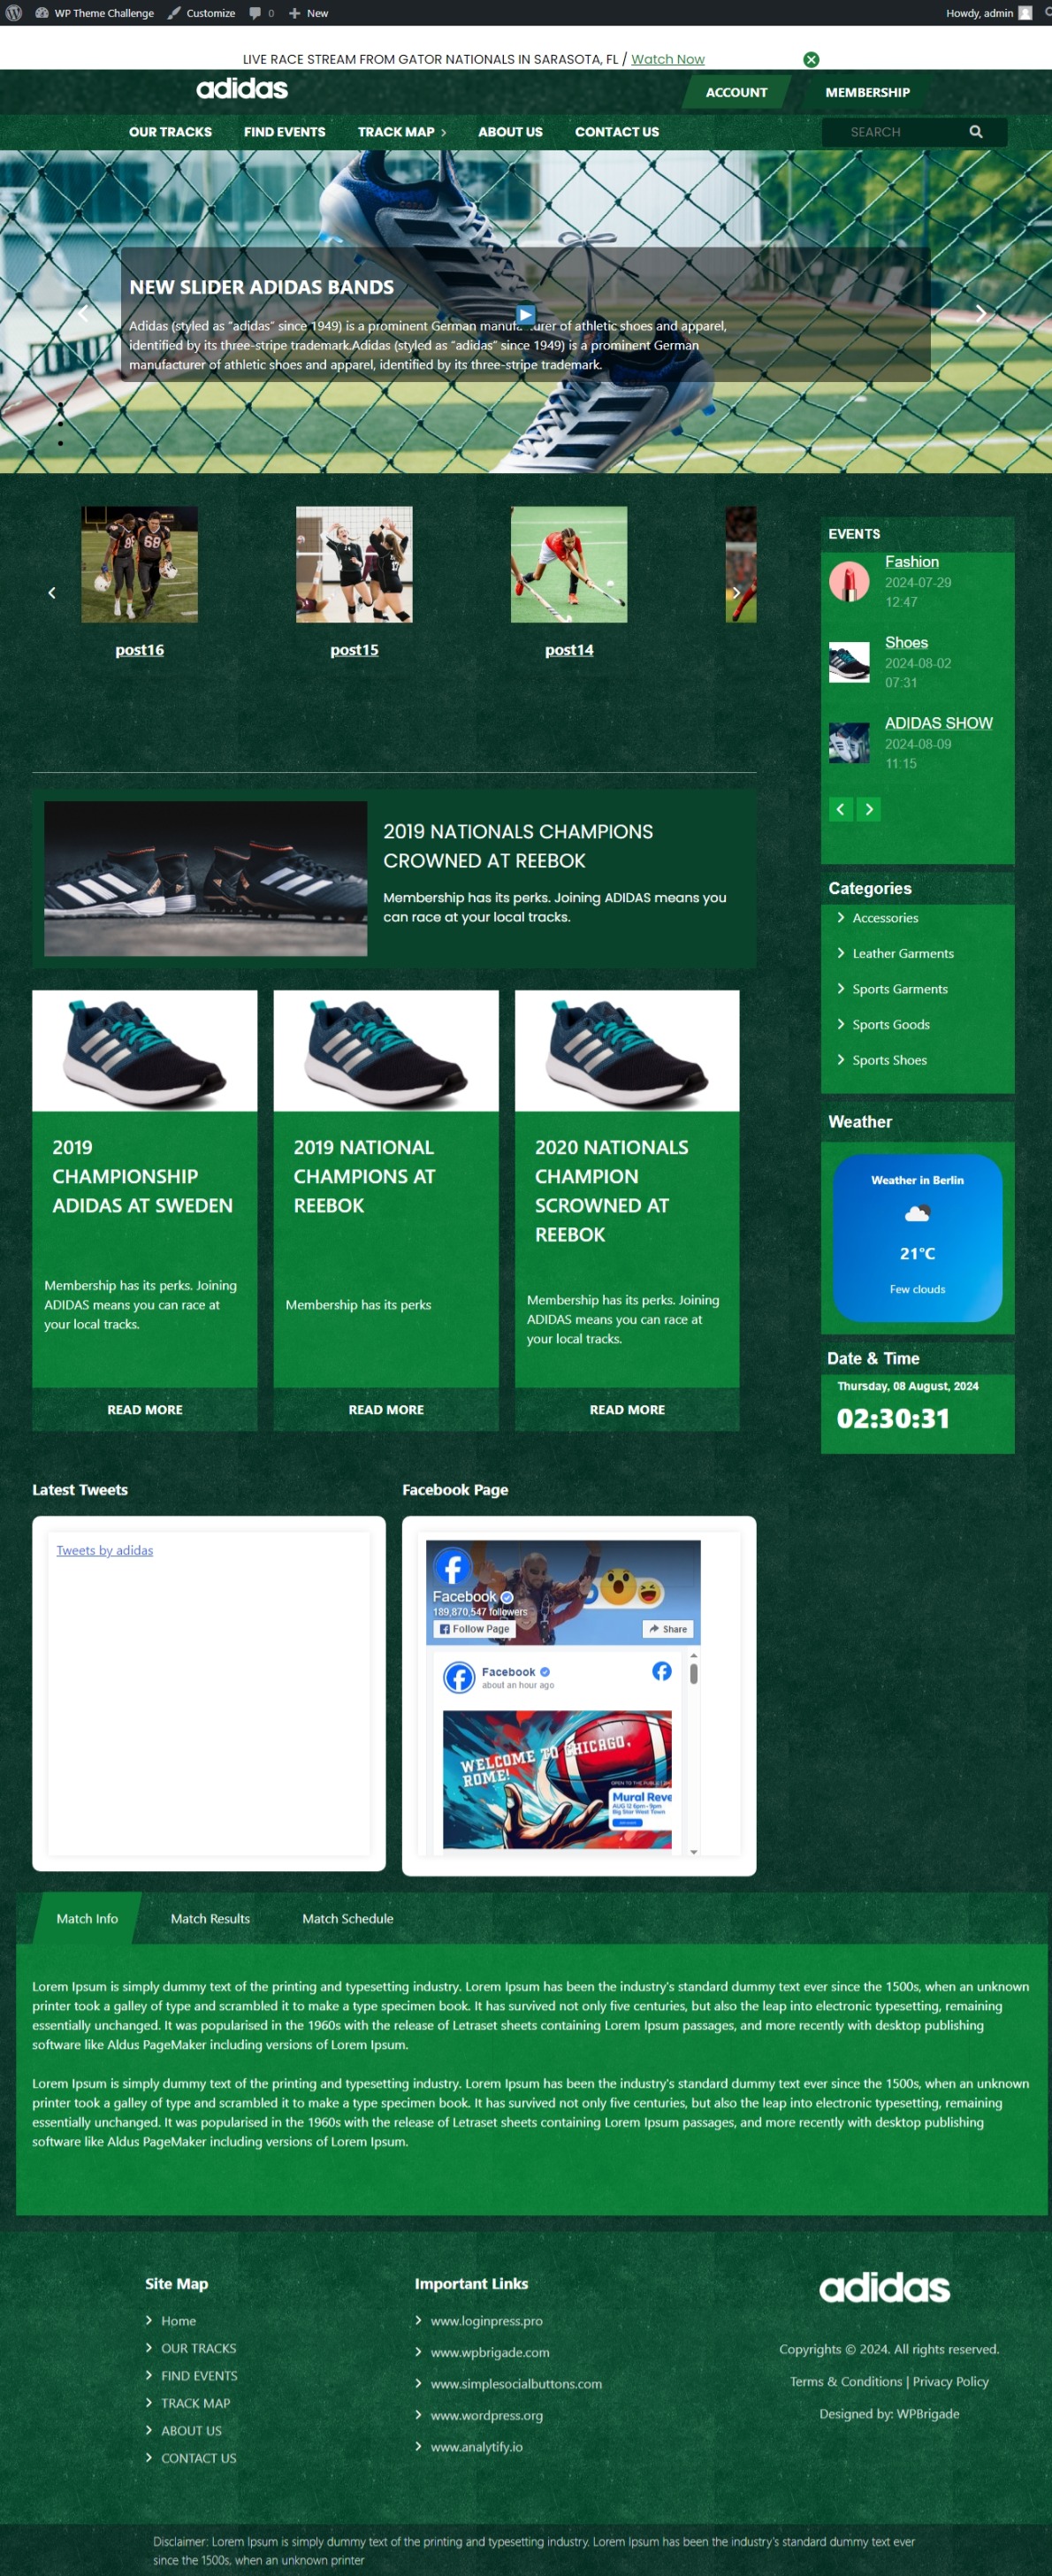 WP Theme Challenge
Customize
0
New
Howdy, admin
LIVE RACE STREAM FROM GATOR NATIONALS IN SARASOTA, FL / Watch Now
adidas
ACCOUNT
MEMBERSHIP
OUR TRACKS
FIND EVENTS
TRACK MAP
ABOUT US
CONTACT US
SEARCH
NEW SLIDER ADIDAS BANDS
Adidas (styled as "adidas" since 1949) is a prominent German manuf urer of athletic shoes and apparel,
identified by its three-stripe trademark.Adidas (styled as "adidas" since 1949) is a prominent German
manufacturer of athletic shoes and apparel, identified by its three-stripe trademark.
68
post16
post15
post14
EVENTS
Fashion
2024-07-29
12:47
Shoes
2024-08-02
07:31
ADIDAS SHOW
2024-08-09
11:15
2019 NATIONALS CHAMPIONS
CROWNED AT REEBOK
Membership has its perks. Joining ADIDAS means you
can race at your local tracks.
Categories
Accessories
Leather Garments
Sports Garments
Sports Goods
Sports Shoes
2019
CHAMPIONSHIP
ADIDAS AT SWEDEN
Membership has its perks. Joining
ADIDAS means you can race at
your local tracks.
READ MORE
2019 NATIONAL
CHAMPIONS AT
REEBOK
Membership has its perks
READ MORE
2020 NATIONALS
CHAMPION
SCROWNED AT
REEBOK
Membership has its perks. Joining
ADIDAS means you can race at
your local tracks.
READ MORE
Weather
Weather in Berlin
21°C
Few clouds
Date & Time
Thursday, 08 August, 2024
02:30:31
Latest Tweets
Tweets by adidas
Facebook Page
Facebook
189,870,547 followers
Follow Page
Share
Facebook
about an hour ago
WELCOME TO CHICAGO,
ROME!
OPEN TO THE PUBLIC
Mural Reve
AUG 12 6pm-9pm
Big Star West Town
Match Info
Match Results
Match Schedule
Lorem Ipsum is simply dummy text of the printing and typesetting industry. Lorem Ipsum has been the industry's standard dummy text ever since the 1500s, when an unknown
printer took a galley of type and scrambled it to make a type specimen book. It has survived not only five centuries, but also the leap into electronic typesetting, remaining
essentially unchanged. It was popularised in the 1960s with the release of Letraset sheets containing Lorem Ipsum passages, and more recently with desktop publishing
software like Aldus PageMaker including versions of Lorem Ipsum.
Lorem Ipsum is simply dummy text of the printing and typesetting industry. Lorem Ipsum has been the industry's standard dummy text ever since the 1500s, when an unknown
printer took a galley of type and scrambled it to make a type specimen book. It has survived not only five centuries, but also the leap into electronic typesetting, remaining
essentially unchanged. It was popularised in the 1960s with the release of Letraset sheets containing Lorem Ipsum passages, and more recently with desktop publishing
software like Aldus PageMaker including versions of Lorem Ipsum.
Site Map
Home
OUR TRACKS
FIND EVENTS
TRACK MAP
ABOUT US
CONTACT US
Important Links
www.loginpress.pro
www.wpbrigade.com
www.simplesocialbuttons.com
www.wordpress.org
www.analytify.io
adidas
Copyrights © 2024. All rights reserved.
Terms & Conditions | Privacy Policy
Designed by: WPBrigade
Disclaimer: Lorem Ipsum is simply dummy text of the printing and typesetting industry. Lorem Ipsum has been the industry's standard dummy text ever
since the 1500s, when an unknown printer